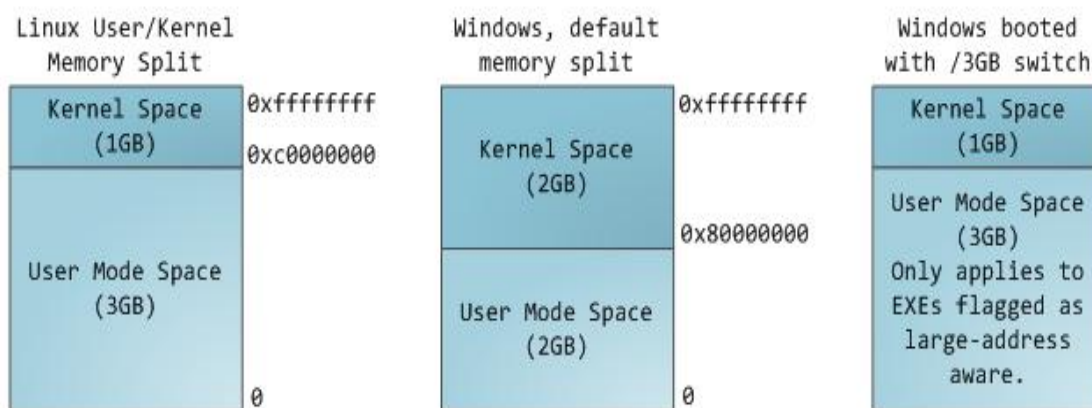 Linux User/Kernel
Memory Split
Kernel Space
(1GB)
0xffffffff
0xc0000000
User Mode Space
(3GB)
0
Windows, default
memory split
Kernel Space
(2GB)
0xffffffff
0x80000000
User Mode Space
(2GB)
0
Windows booted
with /3GB switch
Kernel Space
(1GB)
User Mode Space
(3GB)
Only applies to
EXEs flagged as
large-address
aware.